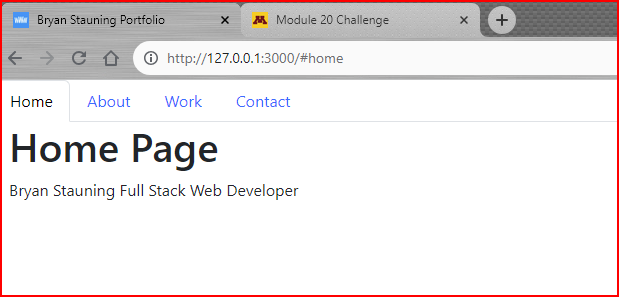 Bryan Stauning Portfolio
Module 20 Challenge
http://127.0.0.1:3000/#home
Home
About
Work
Contact
Home Page
Bryan Stauning Full Stack Web Developer